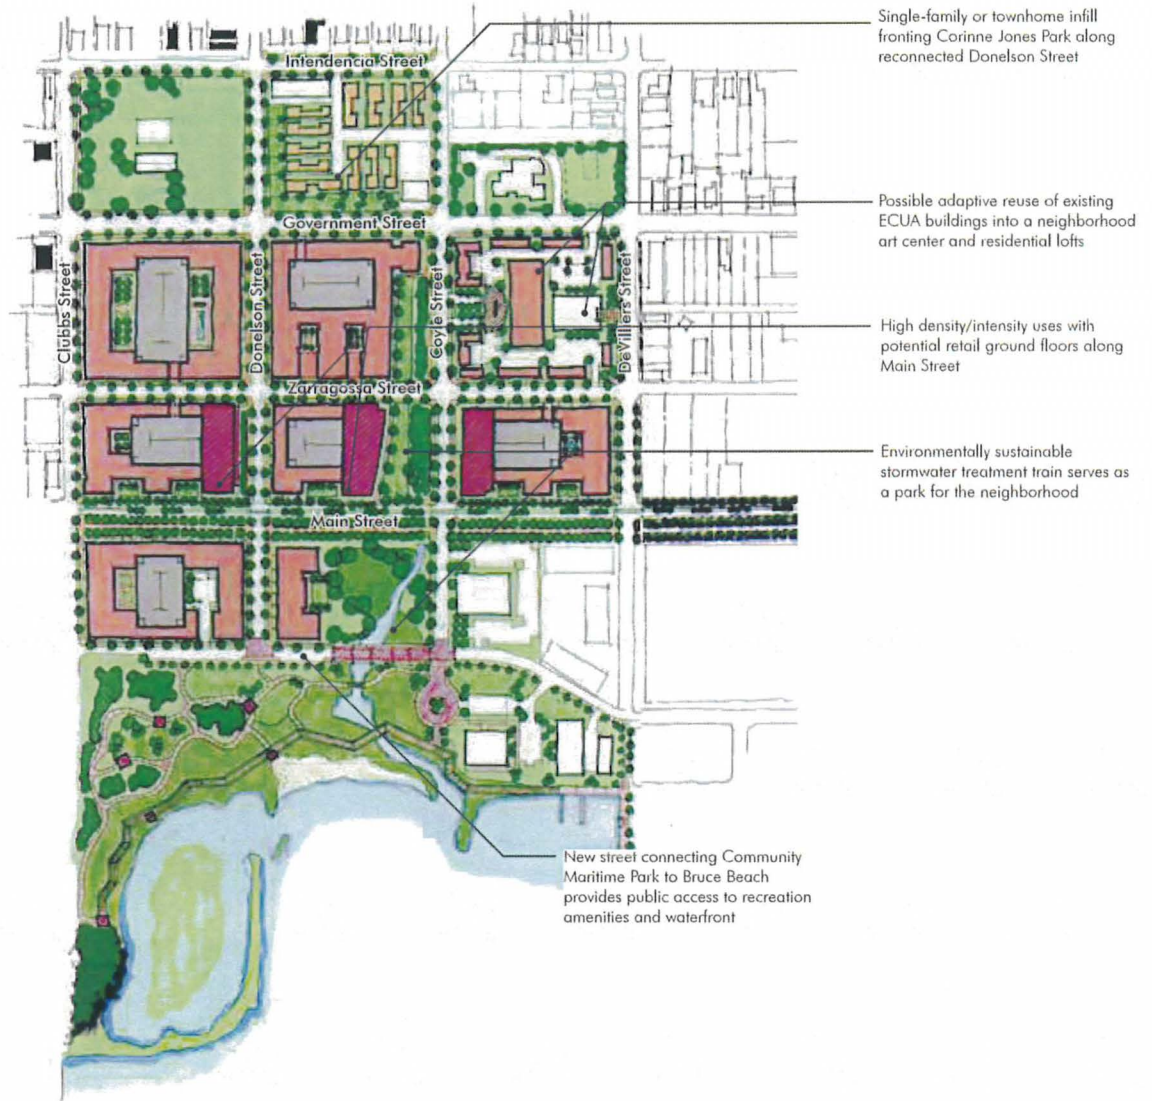 Single-family or townhome infill
fronting Corinne Jones Park along
reconnected Donelson Street
Intendencia Street
Possible adaptive reuse of existing
ECUA buildings into a neighborhood
art center and residential lofts
Government Street
Clubbs Street
Donelson Street
Coyle Street
DeVilliers Street
High density/intensity uses with
potential retail ground floors along
Main Street
Zarragossa Street
Environmentally sustainable
stormwater treatment train serves as
a park for the neighborhood
Main Street
New street connecting Community
Maritime Park to Bruce Beach
provides public access to recreation
amenities and waterfront